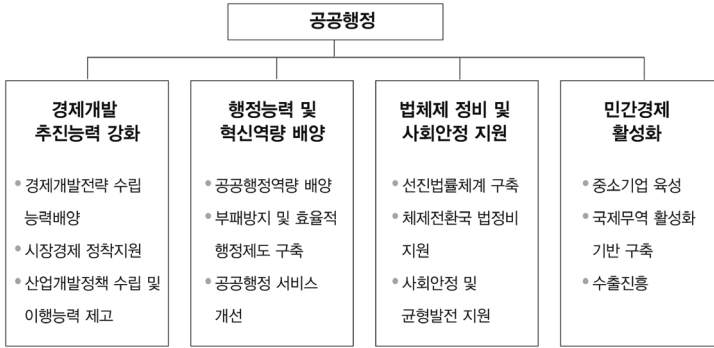 공공행정
경제개발
추진능력 강화
• 경제개발전략 수립
능력배양
• 시장경제 정착지원
• 산업개발정책 수립 및
이행능력 제고
행정능력 및
혁신역량 배양
• 공공행정역량 배양
• 부패방지 및 효율적
행정제도 구축
• 공공행정 서비스
개선
법체제 정비 및
사회안정 지원
• 선진법률체계 구축
• 체제전환국 법정비
지원
• 사회안정 및
균형발전 지원
민간경제
활성화
• 중소기업 육성
• 국제무역 활성화
기반 구축
• 수출진흥